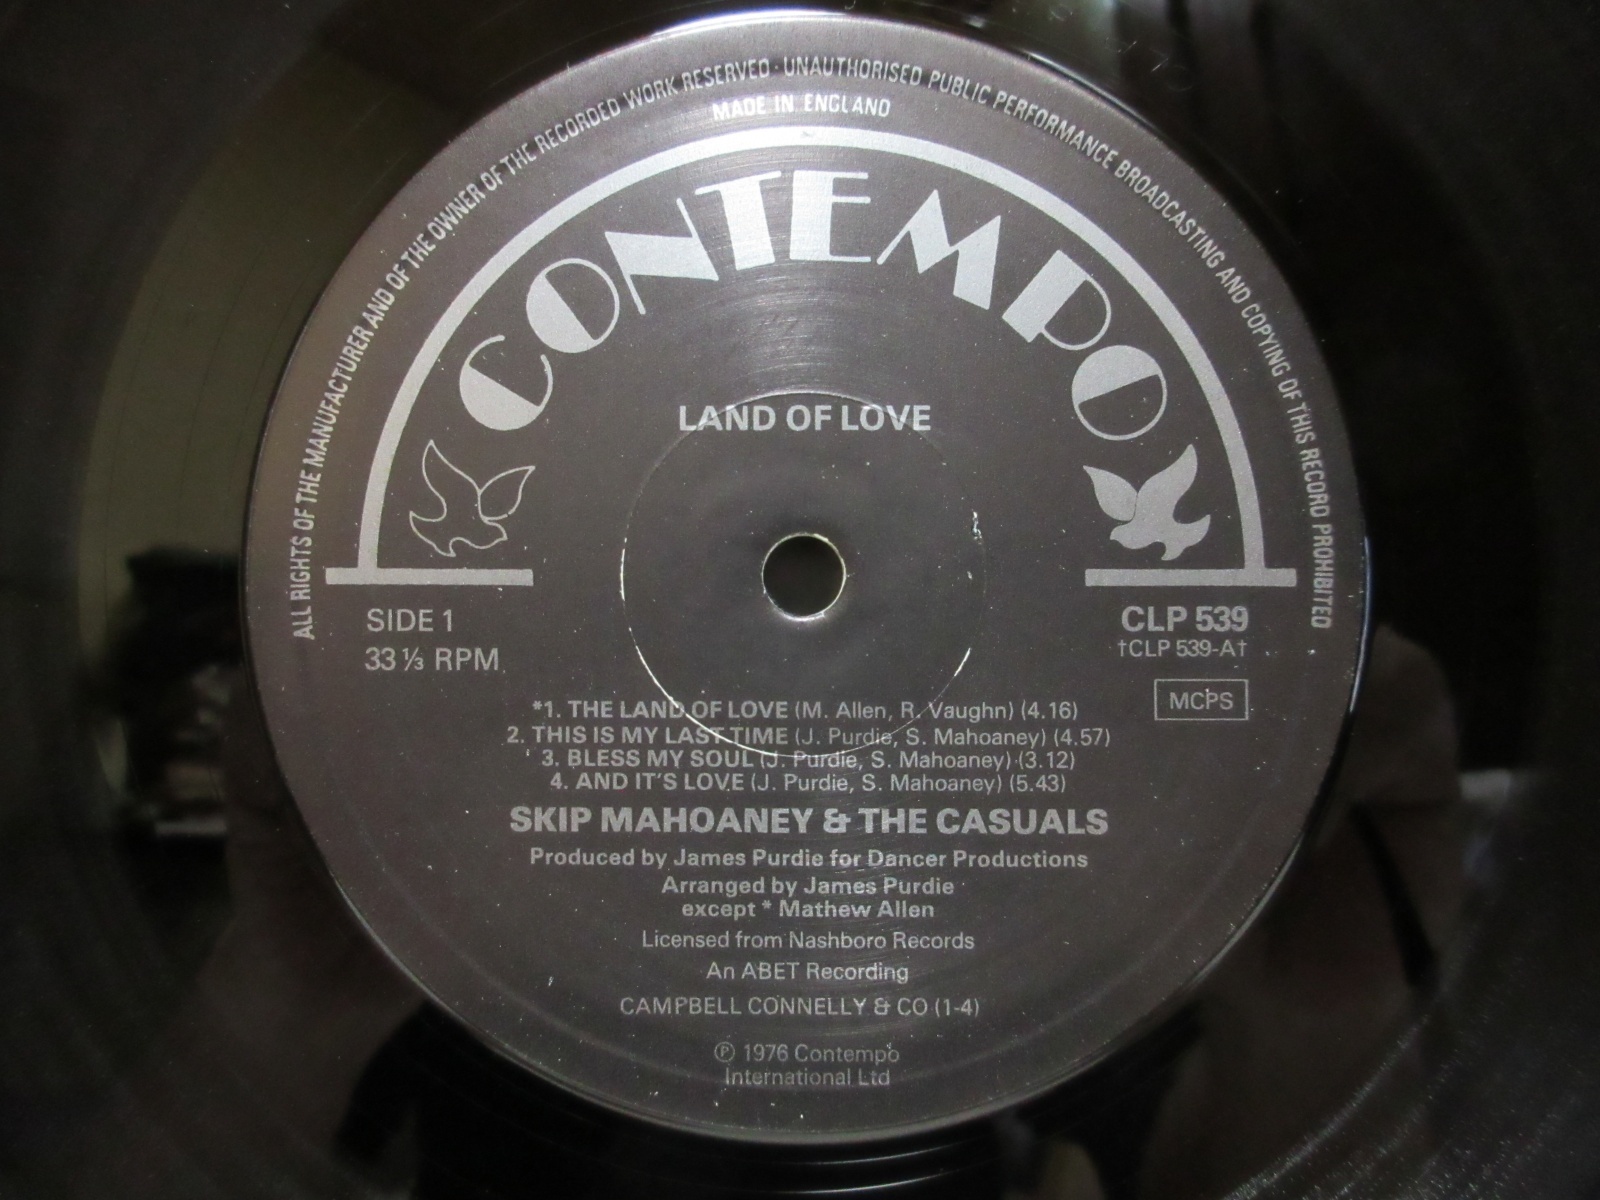 ALL RIGHTS OF THE MANUFACTURER AND OF THE OWNER OF THE RECORDED WORK RESERVED · UNAUTHORISED PUBLIC PERFORMANCE BROADCASTING AND COPYING OF THIS RECORD PROHIBITED
MADE IN ENGLAND
CONTEMPO
LAND OF LOVE
SIDE 1
33 ⅓ RPM
CLP 539
†CLP 539-A†
MCPS
*1. THE LAND OF LOVE (M. Allen, R. Vaughn) (4.16)
2. THIS IS MY LAST TIME (J. Purdie, S. Mahoaney) (4.57)
3. BLESS MY SOUL (J. Purdie, S. Mahoaney) (3.12)
4. AND IT'S LOVE (J. Purdie, S. Mahoaney) (5.43)
SKIP MAHOANEY & THE CASUALS
Produced by James Purdie for Dancer Productions
Arranged by James Purdie
except * Mathew Allen
Licensed from Nashboro Records
An ABET Recording
CAMPBELL CONNELLY & CO (1-4)
℗ 1976 Contempo
International Ltd